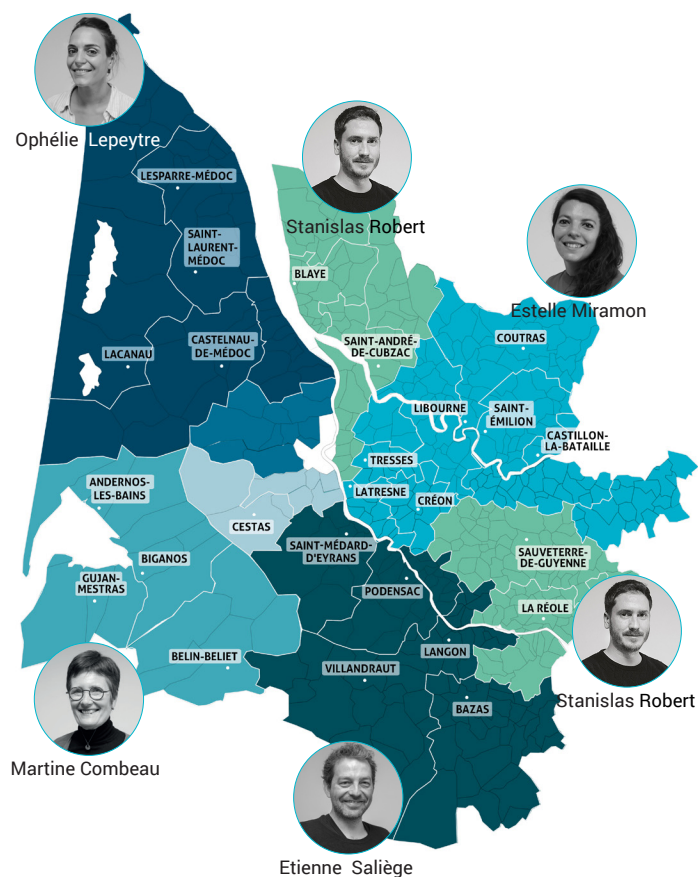 Ophélie Lepeytre
LESPARRE-MÉDOC
Stanislas Robert
SAINT-
LAURENT-
MÉDOC
BLAYE
Estelle Miramon
COUTRAS
CASTELNAU-
DE-MÉDOC
SAINT-ANDRÉ-
DE-CUBZAC
LACANAU
LIBOURNE
SAINT-
ÉMILION
CASTILLON-
LA-BATAILLE
TRESSES
ANDERNOS-
LES-BAINS
LATRESNE
CRÉON
CESTAS
SAINT-MÉDARD-
D'EYRANS
SAUVETERRE-
DE-GUYENNE
BIGANOS
GUJAN-
MESTRAS
PODENSAC
LA RÉOLE
LANGON
BELIN-BELIET
VILLANDRAUT
BAZAS
Stanislas Robert
Martine Combeau
Etienne Saliège